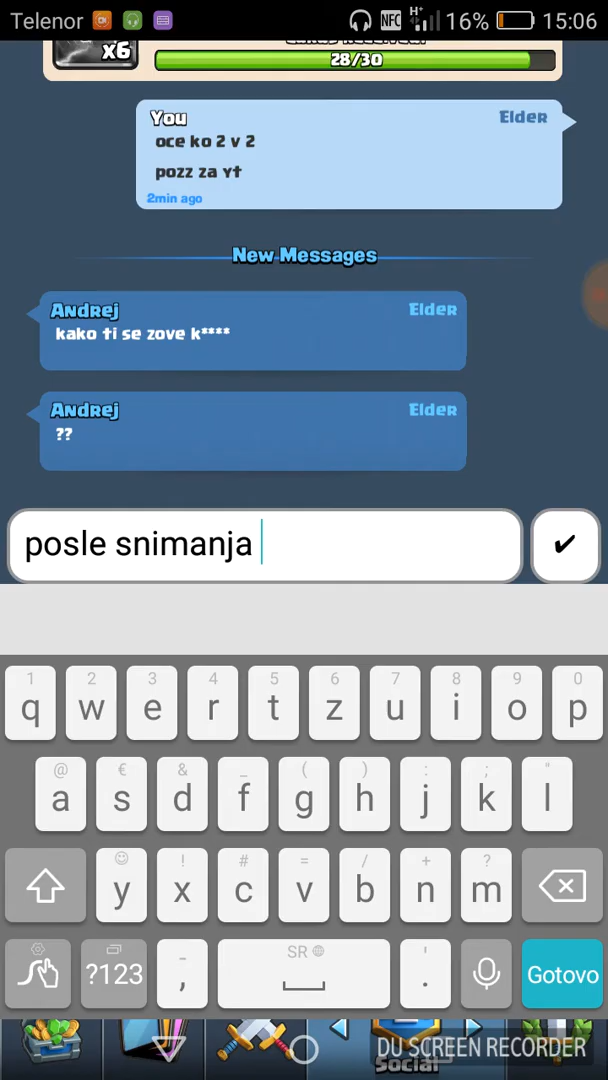 Telenor NFC H+ 16% 15:06
x6
28/30
You Elder
oce ko 2 v 2
pozz za yt
2min ago
New Messages
Andrej Elder
kako ti se zove k****
Andrej Elder
??
posle snimanja ✔
1 2 3 4 5 6 7 8 9 0
q w e r t z u i o p
@ € & _ ( ) : ; "
a s d f g h j k l
! # = / + ?
y x c v b n m
SR '
?123 , . Gotovo
DU SCREEN RECORDER
Social